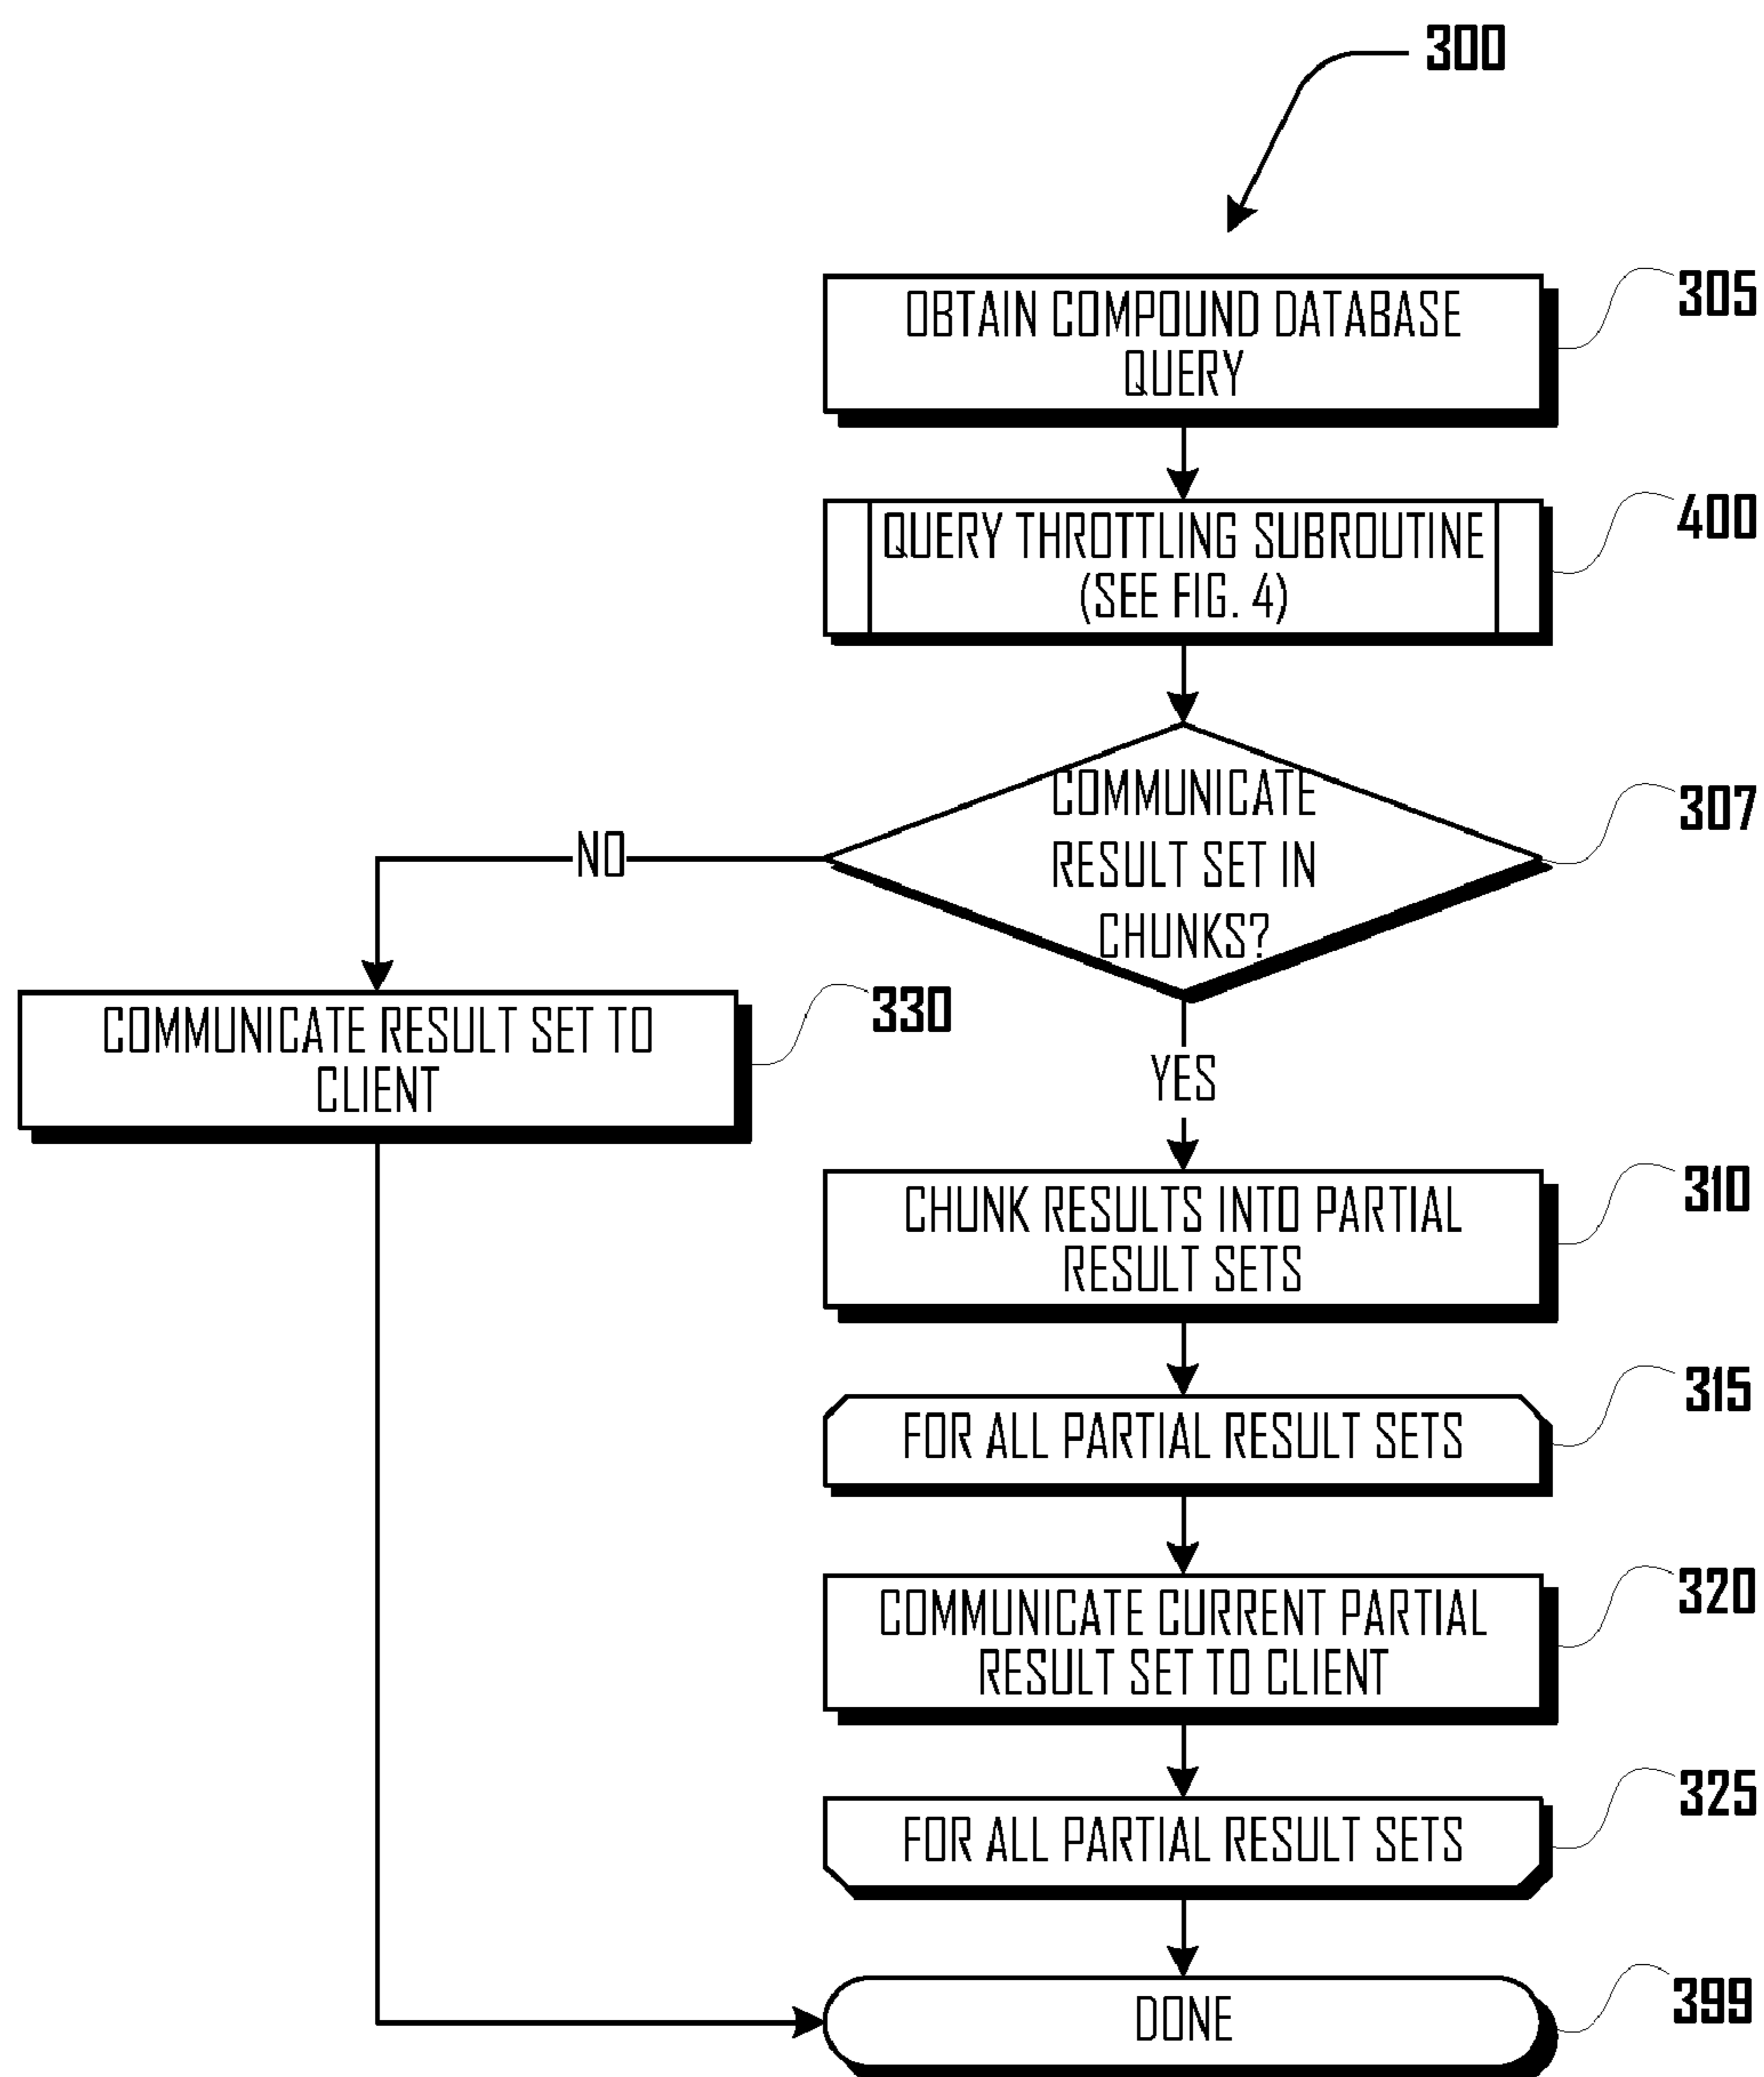 300
OBTAIN COMPOUND DATABASE
QUERY
305
QUERY THROTTLING SUBROUTINE
(SEE FIG. 4)
400
COMMUNICATE
RESULT SET IN
CHUNKS?
307
NO
YES
COMMUNICATE RESULT SET TO
CLIENT
330
CHUNK RESULTS INTO PARTIAL
RESULT SETS
310
FOR ALL PARTIAL RESULT SETS
315
COMMUNICATE CURRENT PARTIAL
RESULT SET TO CLIENT
320
FOR ALL PARTIAL RESULT SETS
325
DONE
399